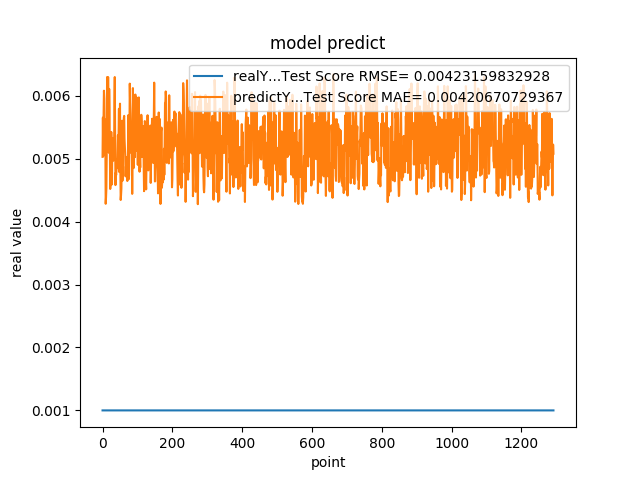 model predict
realY...Test Score RMSE= 0.00423159832928
predictY...Test Score MAE= 0.00420670729367
0.006
0.005
0.004
0.003
0.002
0.001
real value
0 200 400 600 800 1000 1200
point